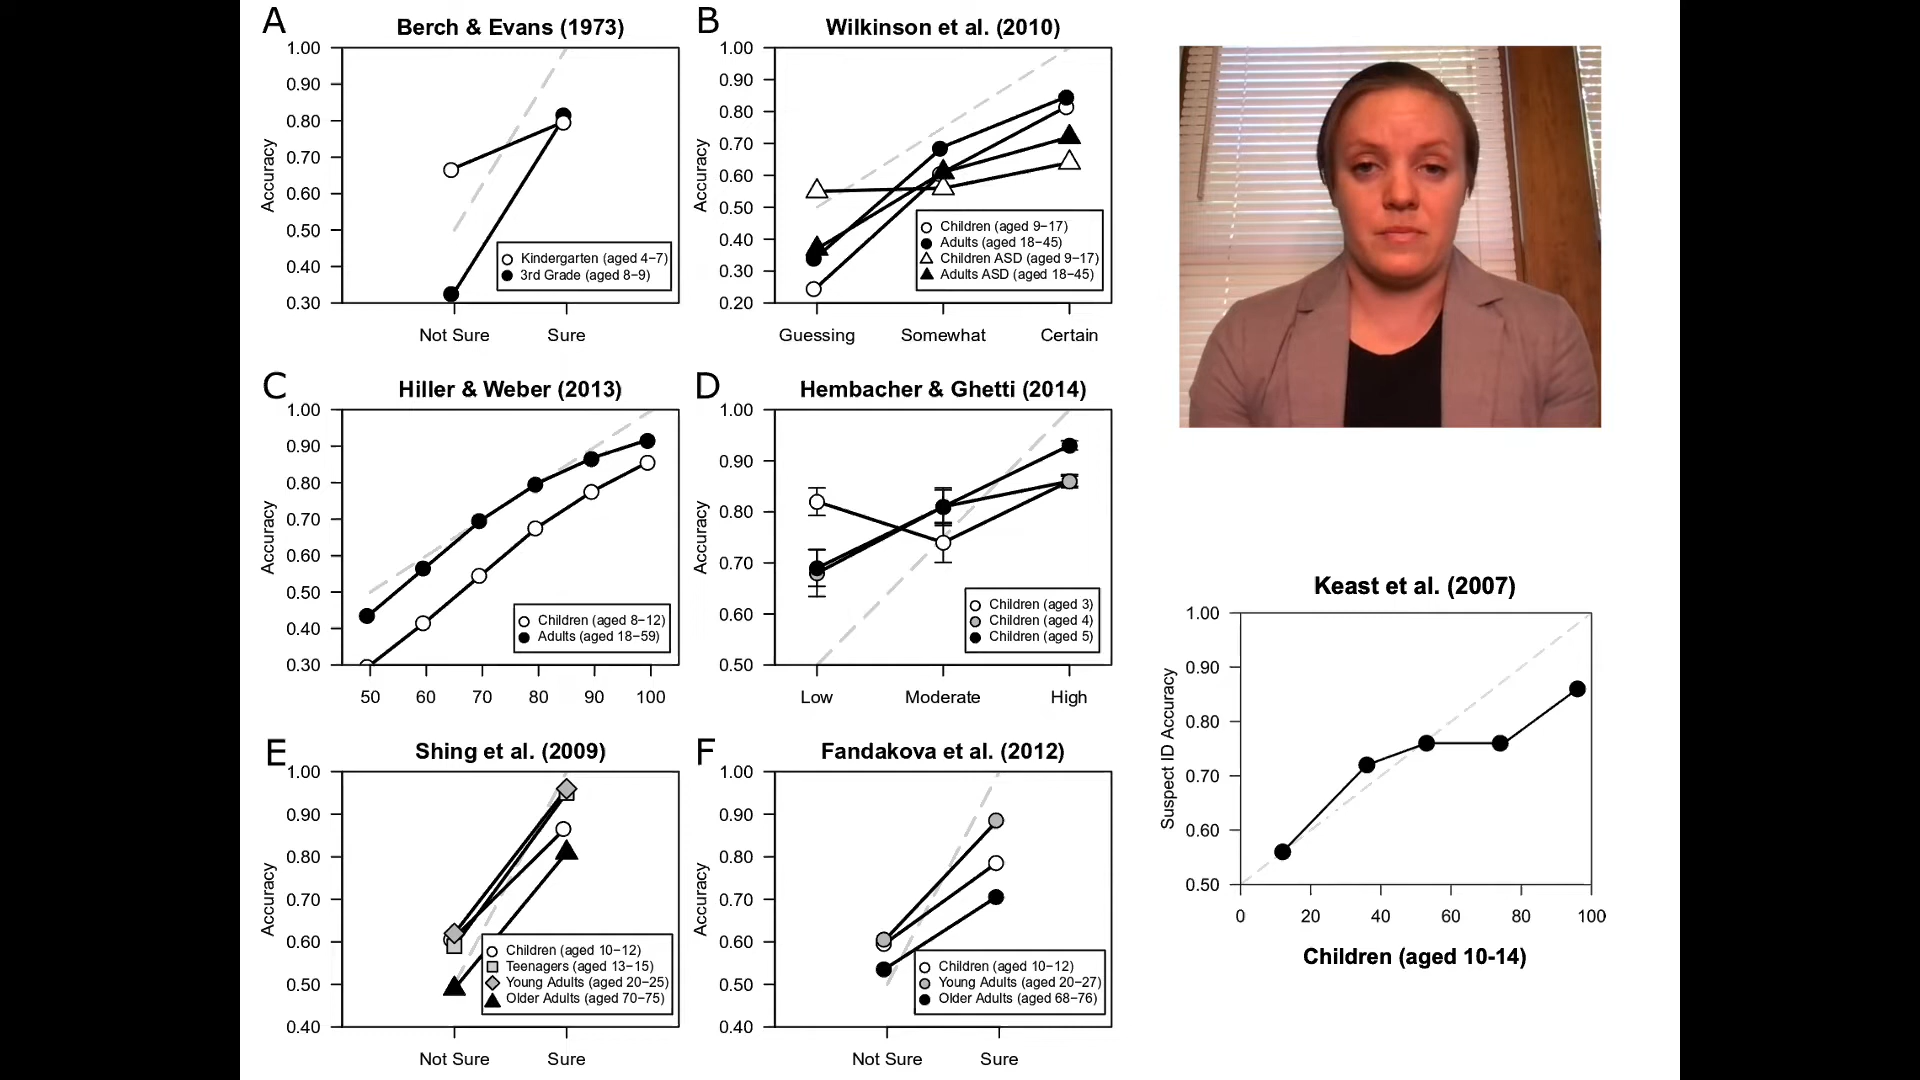 A
Berch & Evans (1973)
1.00
0.90
0.80
0.70
0.60
0.50
0.40
0.30
Accuracy
Kindergarten (aged 4−7)
3rd Grade (aged 8−9)
Not Sure
Sure
B
Wilkinson et al. (2010)
1.00
0.90
0.80
0.70
0.60
0.50
0.40
0.30
0.20
Accuracy
Children (aged 9−17)
Adults (aged 18−45)
Children ASD (aged 9−17)
Adults ASD (aged 18−45)
Guessing
Somewhat
Certain
C
Hiller & Weber (2013)
1.00
0.90
0.80
0.70
0.60
0.50
0.40
0.30
Accuracy
Children (aged 8−12)
Adults (aged 18−59)
50
60
70
80
90
100
D
Hembacher & Ghetti (2014)
1.00
0.90
0.80
0.70
0.60
0.50
Accuracy
Children (aged 3)
Children (aged 4)
Children (aged 5)
Low
Moderate
High
E
Shing et al. (2009)
1.00
0.90
0.80
0.70
0.60
0.50
0.40
Accuracy
Children (aged 10−12)
Teenagers (aged 13−15)
Young Adults (aged 20−25)
Older Adults (aged 70−75)
Not Sure
Sure
F
Fandakova et al. (2012)
1.00
0.90
0.80
0.70
0.60
0.50
0.40
Accuracy
Children (aged 10−12)
Young Adults (aged 20−27)
Older Adults (aged 68−76)
Not Sure
Sure
Keast et al. (2007)
1.00
0.90
0.80
0.70
0.60
0.50
Suspect ID Accuracy
0
20
40
60
80
100
Children (aged 10-14)